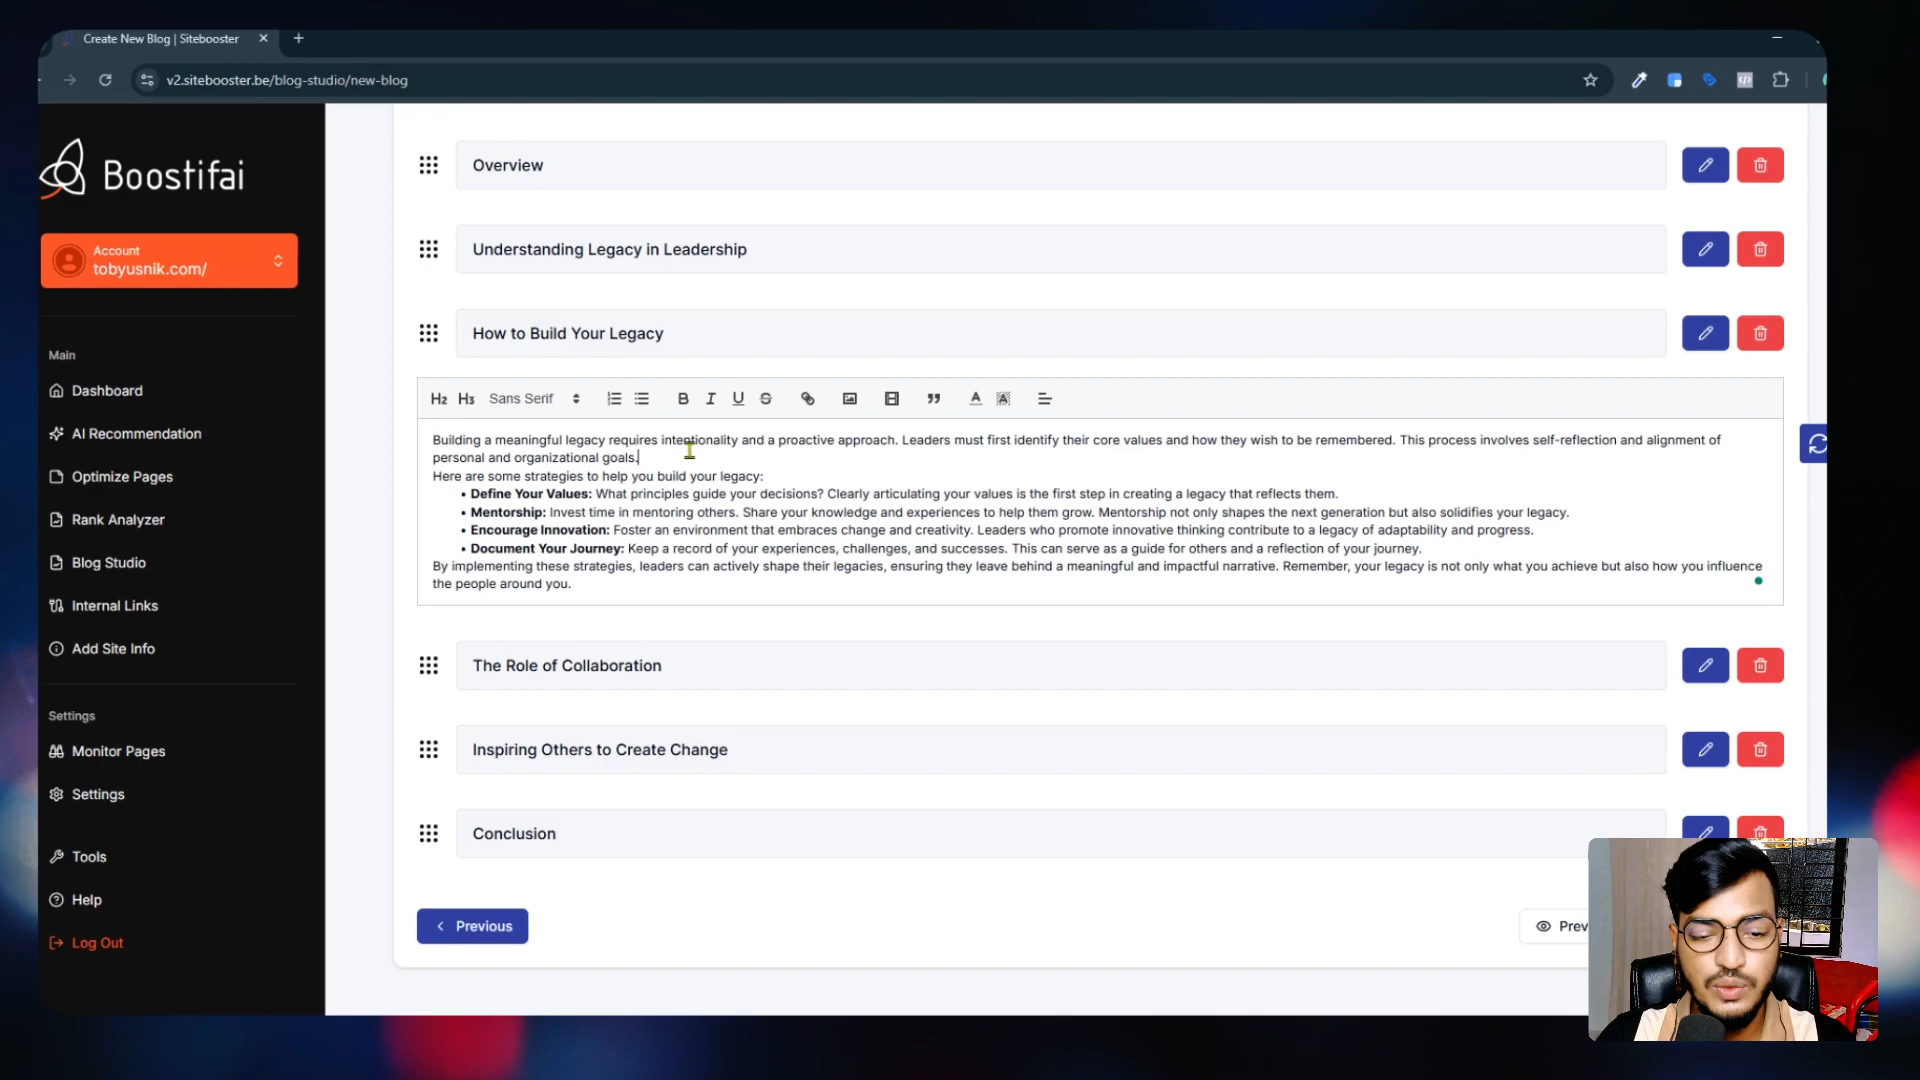 Create New Blog | Sitebooster
v2.sitebooster.be/blog-studio/new-blog
Boostifai
Account
tobyusnik.com/
Main
Dashboard
AI Recommendation
Optimize Pages
Rank Analyzer
Blog Studio
Internal Links
Add Site Info
Settings
Monitor Pages
Settings
Tools
Help
Log Out
Overview
Understanding Legacy in Leadership
How to Build Your Legacy
H2 H3 Sans Serif B I U S A A
Building a meaningful legacy requires intentionality and a proactive approach. Leaders must first identify their core values and how they wish to be remembered. This process involves self-reflection and alignment of
personal and organizational goals.
Here are some strategies to help you build your legacy:
• Define Your Values: What principles guide your decisions? Clearly articulating your values is the first step in creating a legacy that reflects them.
• Mentorship: Invest time in mentoring others. Share your knowledge and experiences to help them grow. Mentorship not only shapes the next generation but also solidifies your legacy.
• Encourage Innovation: Foster an environment that embraces change and creativity. Leaders who promote innovative thinking contribute to a legacy of adaptability and progress.
• Document Your Journey: Keep a record of your experiences, challenges, and successes. This can serve as a guide for others and a reflection of your journey.
By implementing these strategies, leaders can actively shape their legacies, ensuring they leave behind a meaningful and impactful narrative. Remember, your legacy is not only what you achieve but also how you influence
the people around you.
The Role of Collaboration
Inspiring Others to Create Change
Conclusion
Previous
Prev